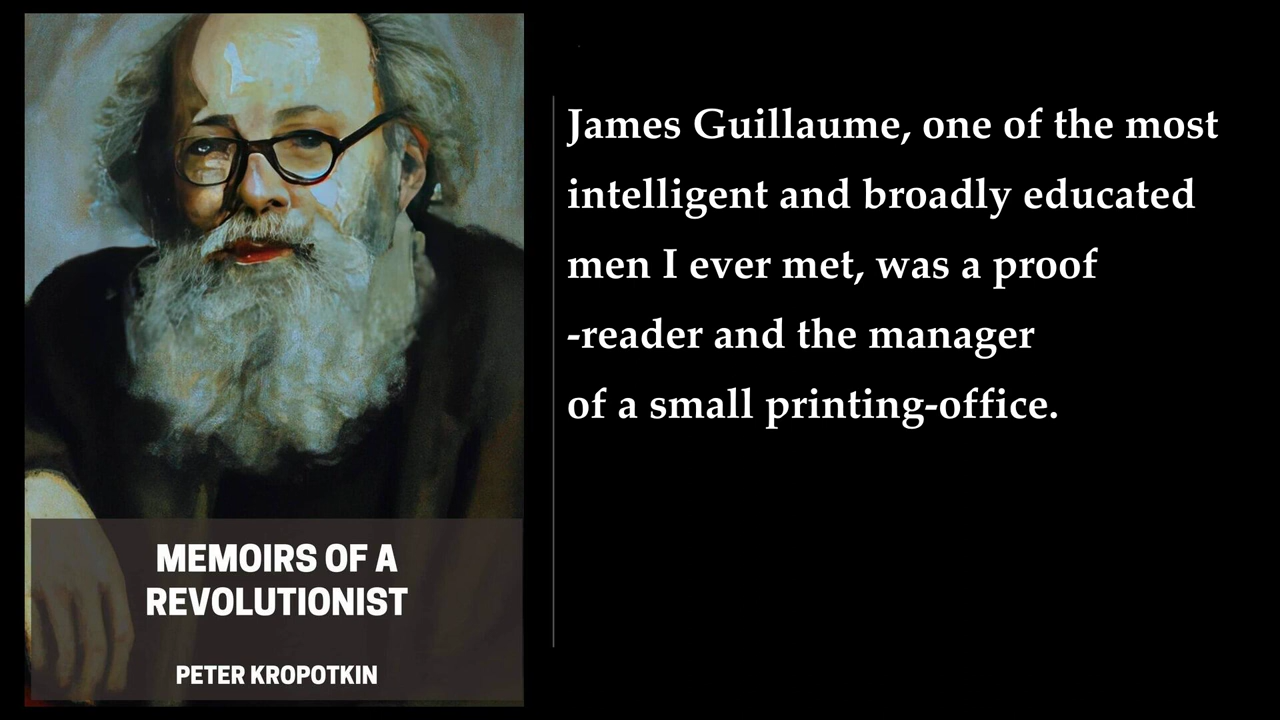 MEMOIRS OF A
REVOLUTIONIST
PETER KROPOTKIN
James Guillaume, one of the most
intelligent and broadly educated
men I ever met, was a proof
-reader and the manager
of a small printing-office.